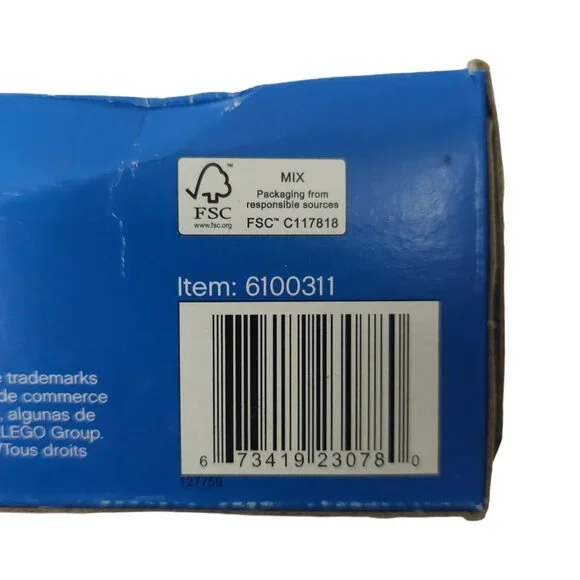 ™
MIX
Packaging from
responsible sources
FSC
www.fsc.org
FSC™ C117818
Item: 6100311
trademarks
de commerce
, algunas de
LEGO Group.
/Tous droits
6 73419 23078 0
127759